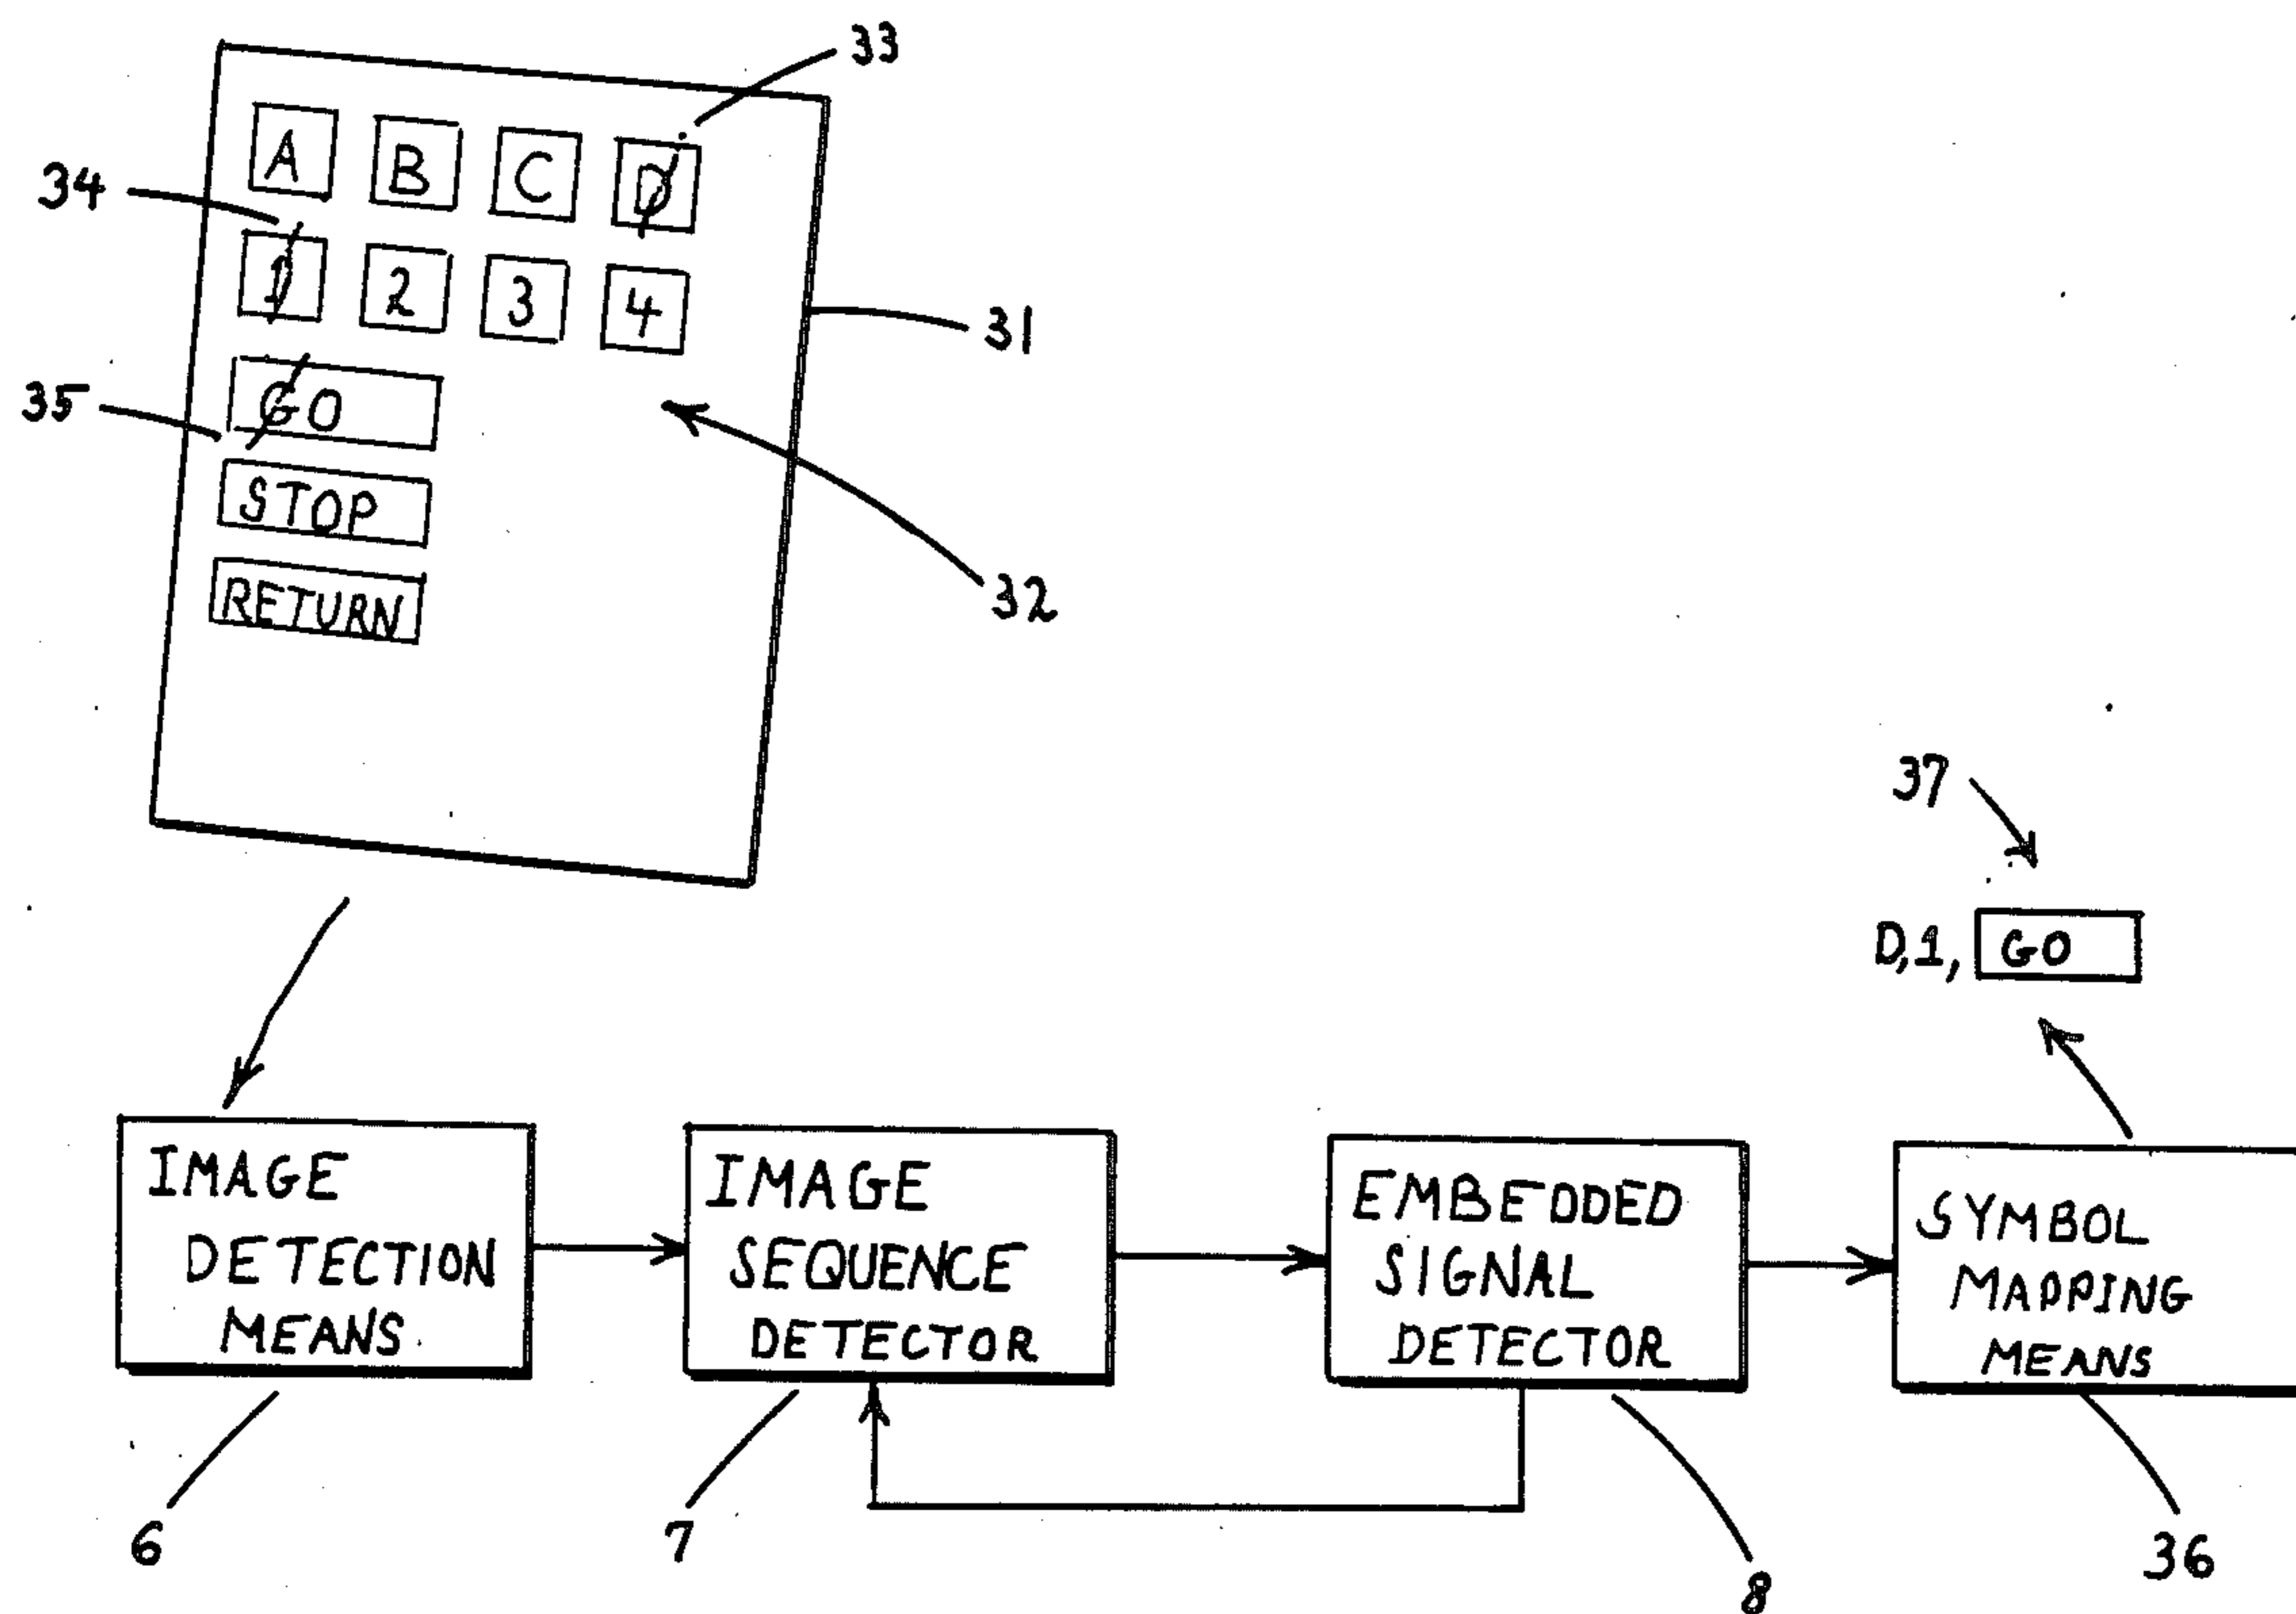 33
A B C D
34
1 2 3 4
31
35
GO
STOP
32
RETURN
37
D,1, GO
IMAGE
DETECTION
MEANS
IMAGE
SEQUENCE
DETECTOR
EMBEDDED
SIGNAL
DETECTOR
SYMBOL
MAPPING
MEANS
6
7
8
36